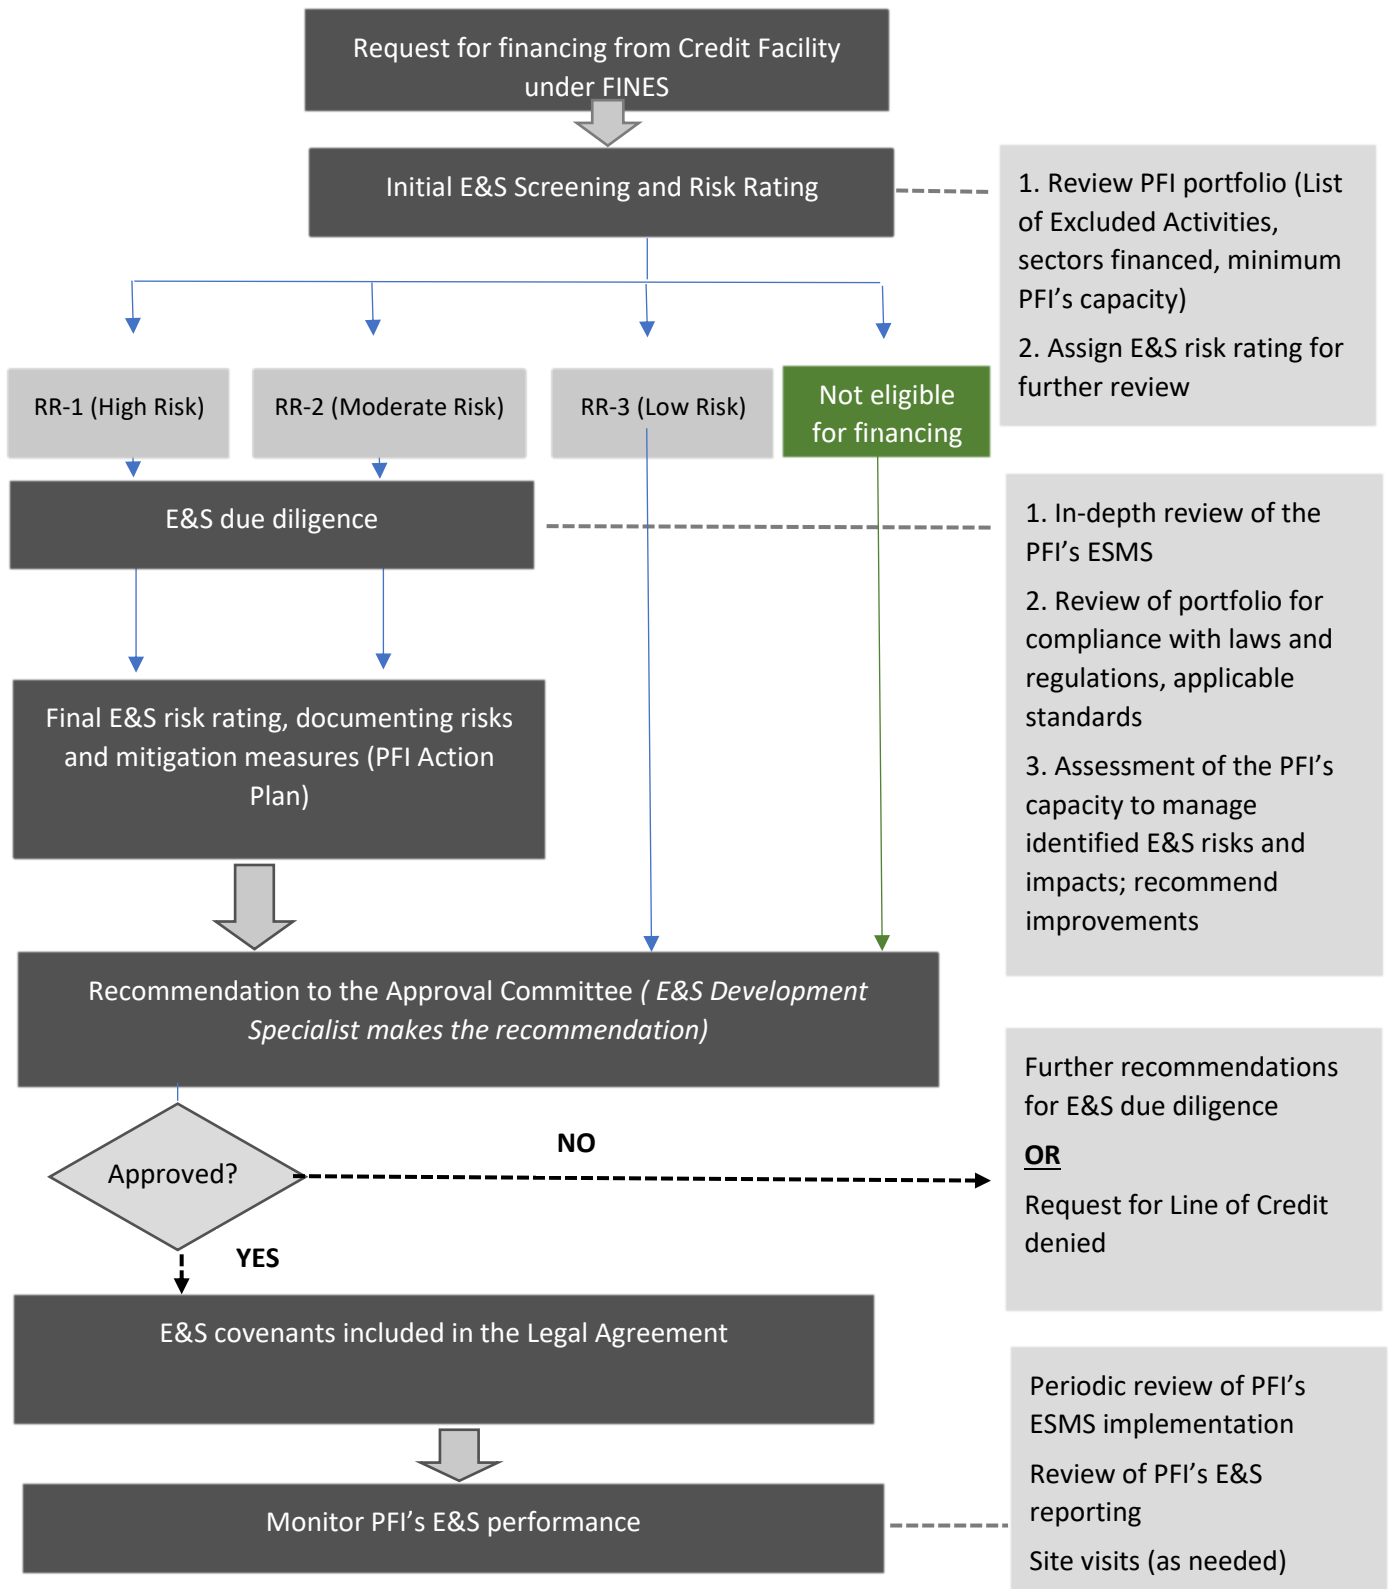 Request for financing from Credit Facility
under FINES
Initial E&S Screening and Risk Rating
1. Review PFI portfolio (List
of Excluded Activities,
sectors financed, minimum
PFI’s capacity)
2. Assign E&S risk rating for
further review
RR-1 (High Risk)
RR-2 (Moderate Risk)
RR-3 (Low Risk)
Not eligible
for financing
E&S due diligence
1. In-depth review of the
PFI’s ESMS
2. Review of portfolio for
compliance with laws and
regulations, applicable
standards
3. Assessment of the PFI’s
capacity to manage
identified E&S risks and
impacts; recommend
improvements
Final E&S risk rating, documenting risks
and mitigation measures (PFI Action
Plan)
Recommendation to the Approval Committee ( E&S Development
Specialist makes the recommendation)
Approved?
NO
YES
Further recommendations
for E&S due diligence
OR
Request for Line of Credit
denied
E&S covenants included in the Legal Agreement
Monitor PFI’s E&S performance
Periodic review of PFI’s
ESMS implementation
Review of PFI’s E&S
reporting
Site visits (as needed)